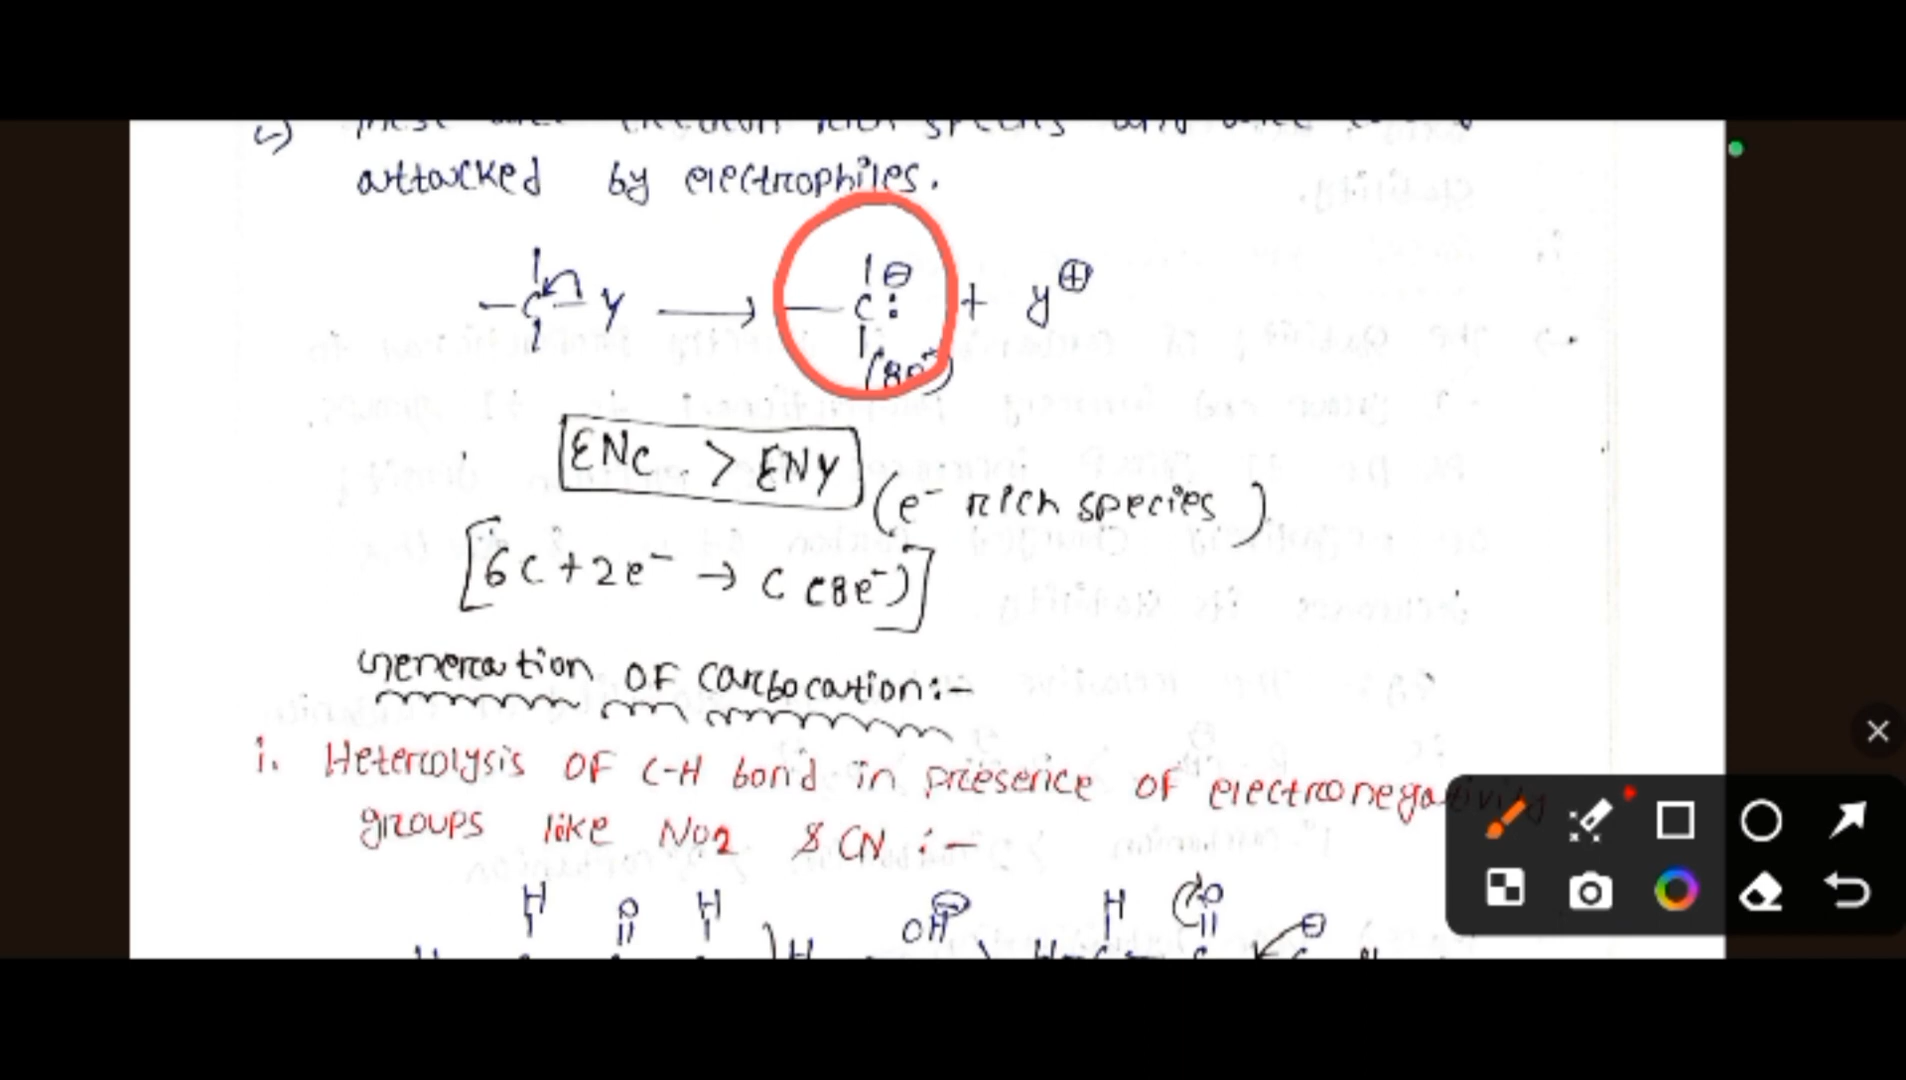 attacked by electrophiles.
–C–Y → –C:⊖ + y⊕
(8e⁻)
ENC > ENY
(e⁻ rich species)
[6C+2e⁻ → C (8e⁻)]
Generation OF Carbocation:–
i. Heterolysis OF C–H bond in presence OF electronegativity
groups like NO2 & CN :–
H O H
H OH⊖ H O ⊖